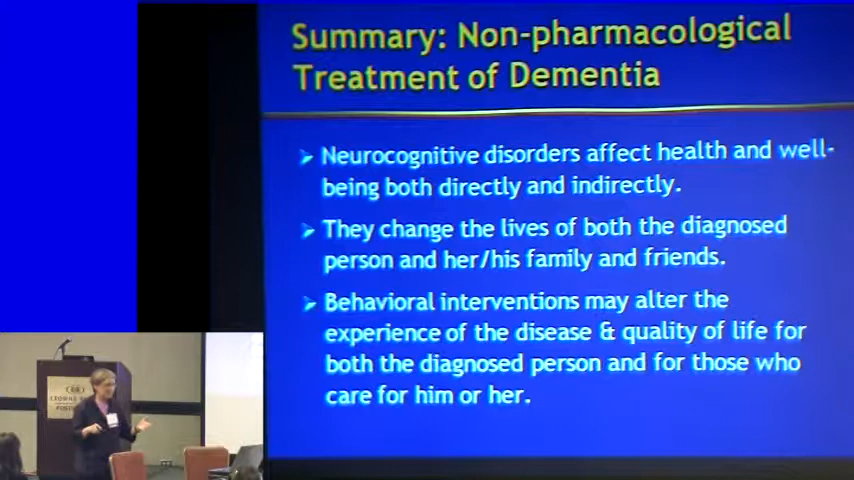 Summary: Non-pharmacological
Treatment of Dementia
➤ Neurocognitive disorders affect health and well-
being both directly and indirectly.
➤ They change the lives of both the diagnosed
person and her/his family and friends.
➤ Behavioral interventions may alter the
experience of the disease & quality of life for
both the diagnosed person and for those who
care for him or her.